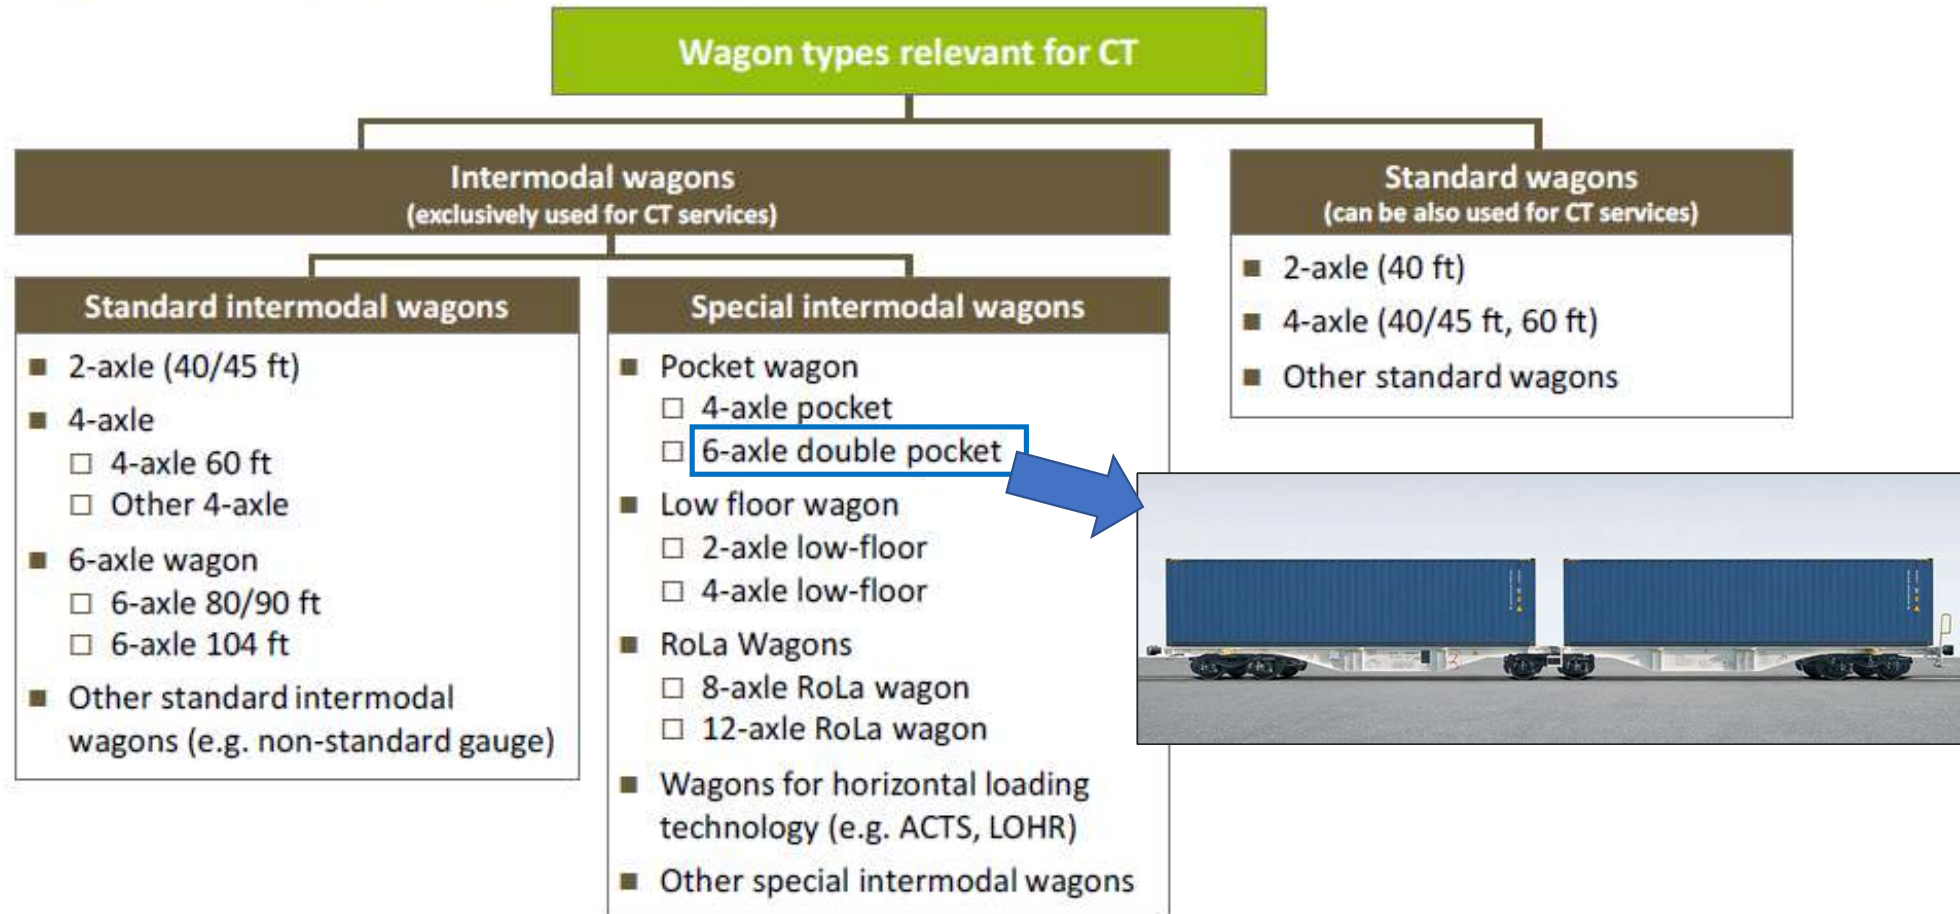 Wagon types relevant for CT
Intermodal wagons
(exclusively used for CT services)
Standard intermodal wagons
■ 2-axle (40/45 ft)
■ 4-axle
□ 4-axle 60 ft
□ Other 4-axle
■ 6-axle wagon
□ 6-axle 80/90 ft
□ 6-axle 104 ft
■ Other standard intermodal
wagons (e.g. non-standard gauge)
Special intermodal wagons
■ Pocket wagon
□ 4-axle pocket
□ 6-axle double pocket
■ Low floor wagon
□ 2-axle low-floor
□ 4-axle low-floor
■ RoLa Wagons
□ 8-axle RoLa wagon
□ 12-axle RoLa wagon
■ Wagons for horizontal loading
technology (e.g. ACTS, LOHR)
■ Other special intermodal wagons
Standard wagons
(can be also used for CT services)
■ 2-axle (40 ft)
■ 4-axle (40/45 ft, 60 ft)
■ Other standard wagons